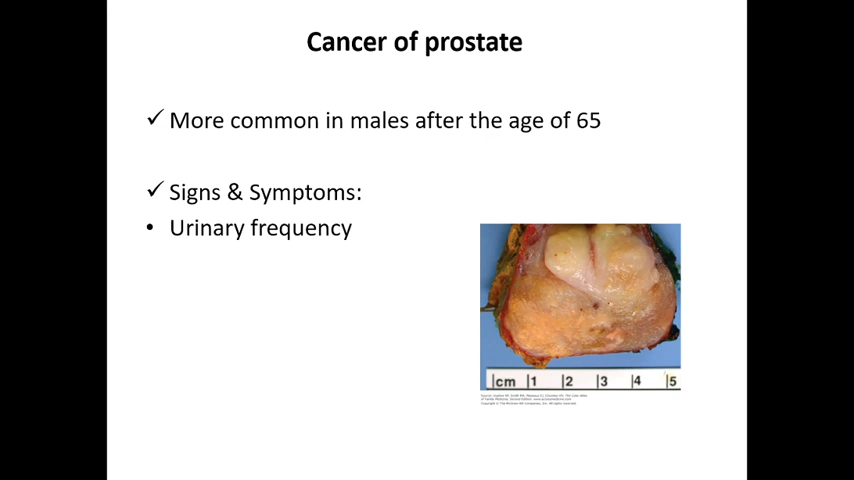 Cancer of prostate
✓ More common in males after the age of 65
✓ Signs & Symptoms:
• Urinary frequency
cm 1 2 3 4 5